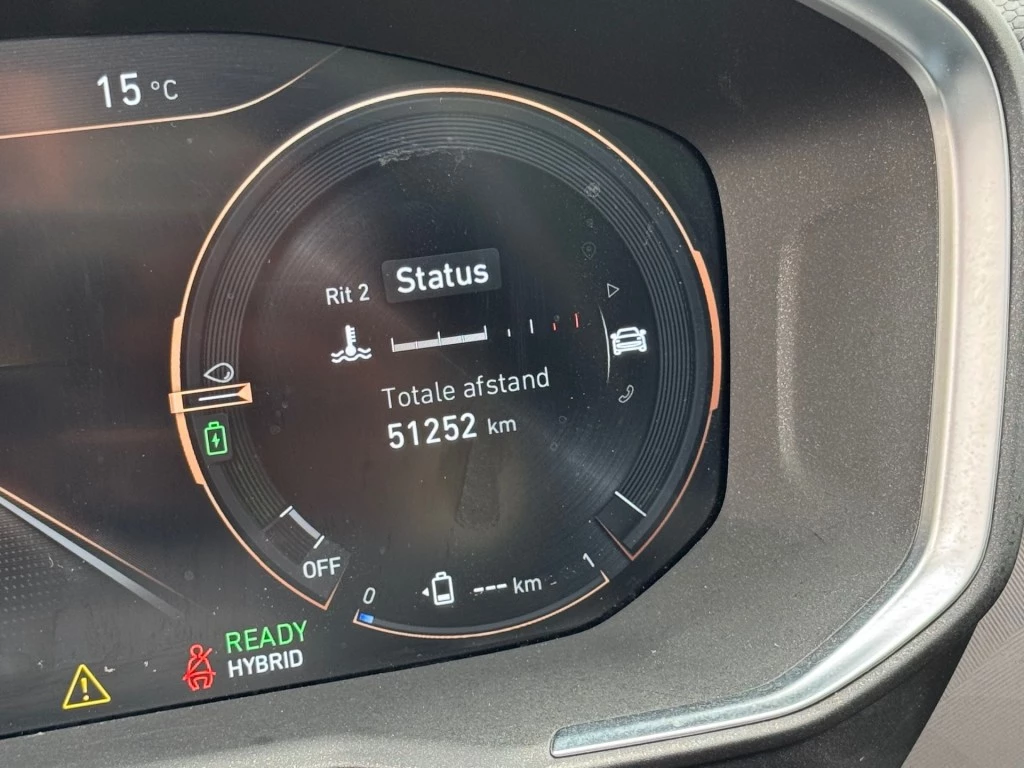 15 °C
Status
Rit 2
Totale afstand
51252 km
OFF
0
1
--- km
READY
HYBRID